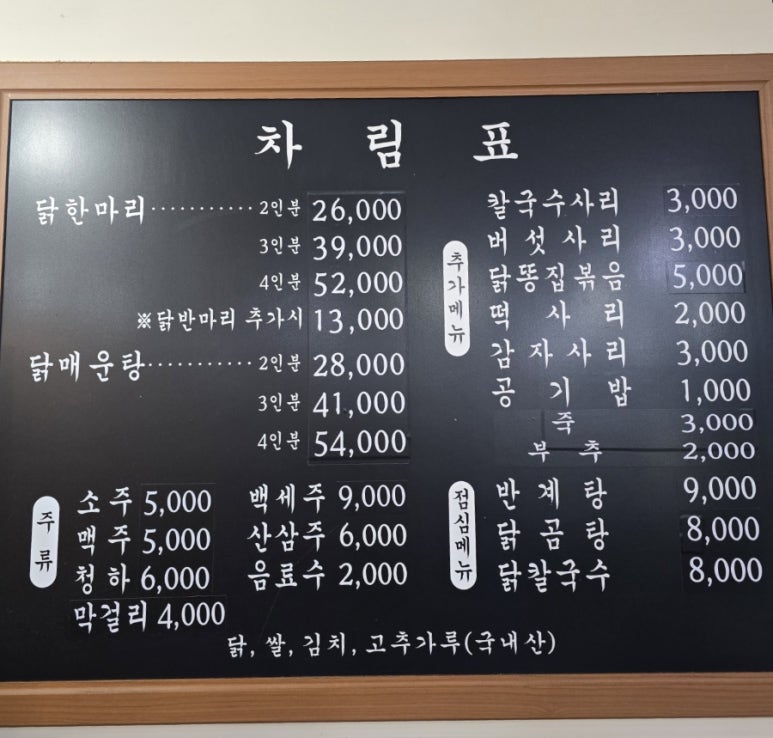 차림표
닭한마리··········· 2인분 26,000
3인분 39,000
4인분 52,000
※닭반마리 추가시 13,000
닭매운탕··········· 2인분 28,000
3인분 41,000
4인분 54,000
주류
소주 5,000
맥주 5,000
청하 6,000
막걸리 4,000
백세주 9,000
산삼주 6,000
음료수 2,000
추가메뉴
칼국수사리 3,000
버섯사리 3,000
닭똥집볶음 5,000
떡사리 2,000
감자사리 3,000
공기밥 1,000
죽 3,000
부추 2,000
점심메뉴
반계탕 9,000
닭곰탕 8,000
닭칼국수 8,000
닭, 쌀, 김치, 고추가루(국내산)